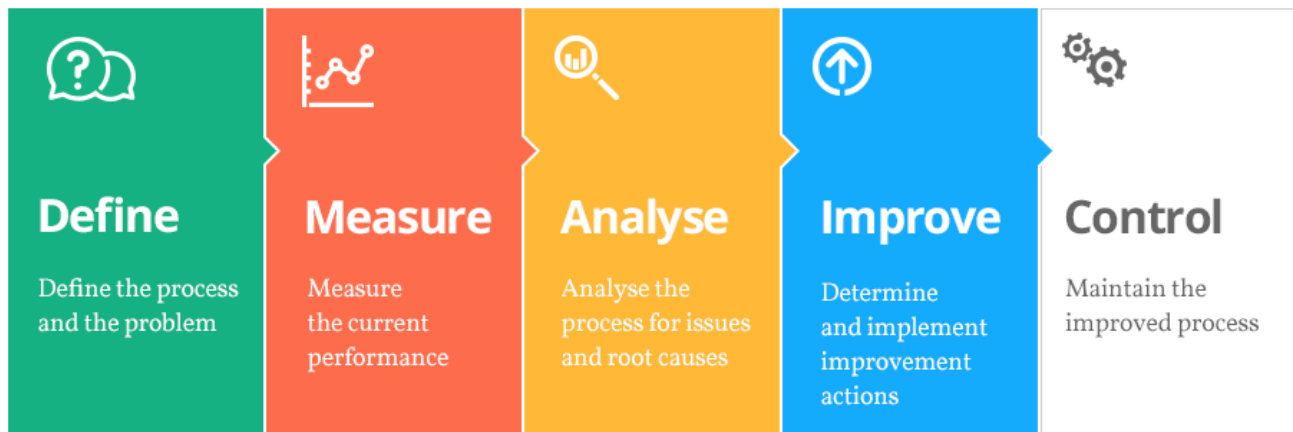 Define
Define the process
and the problem
Measure
Measure
the current
performance
Analyse
Analyse the
process for issues
and root causes
Improve
Determine
and implement
improvement
actions
Control
Maintain the
improved process